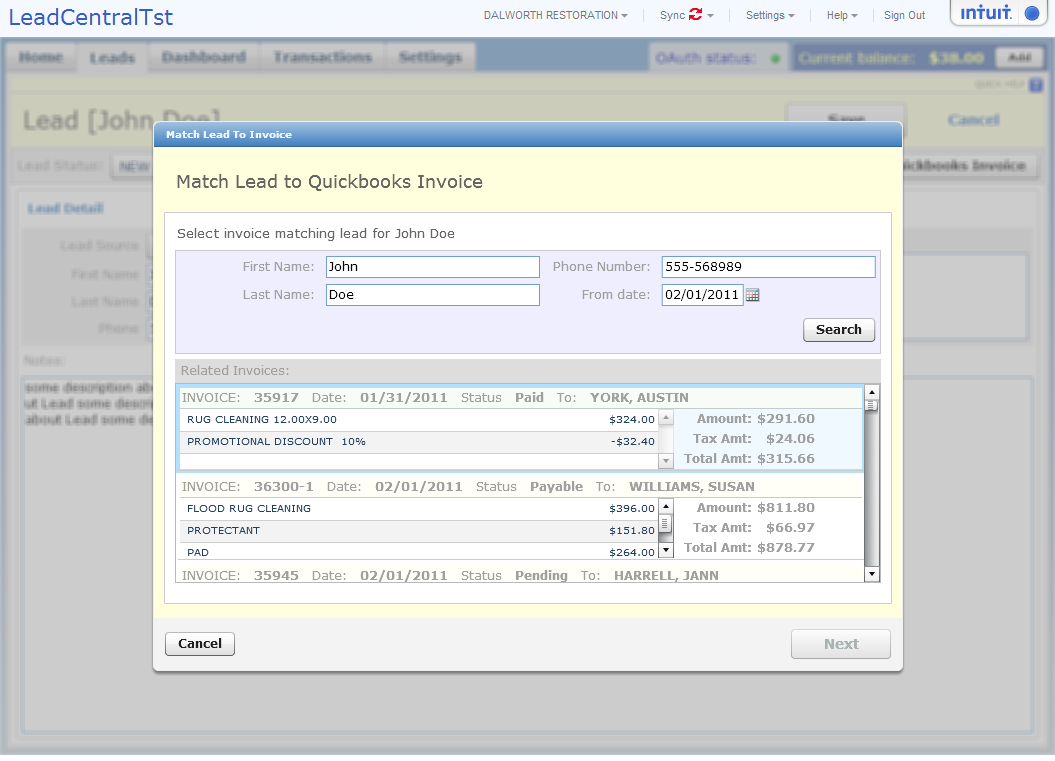 LeadCentralTst DALWORTH RESTORATION Sync Settings Help Sign Out intuit.
Home Leads Dashboard Transactions Settings OAuth status: Current balance: $38.00 Add
QUICK HELP
Lead [John Doe] Save Cancel
Match Lead To Invoice
Lead Status: NEW Quickbooks Invoice
Match Lead to Quickbooks Invoice
Lead Detail
Select invoice matching lead for John Doe
Lead Source
First Name: John Phone Number: 555-568989
First Name
Last Name: Doe From date: 02/01/2011
Last Name
Phone
Search
Notes:
Related Invoices:
some description
INVOICE: 35917 Date: 01/31/2011 Status Paid To: YORK, AUSTIN
ut Lead some
about Lead some
RUG CLEANING 12.00X9.00 $324.00 Amount: $291.60
PROMOTIONAL DISCOUNT 10% -$32.40 Tax Amt: $24.06
Total Amt: $315.66
INVOICE: 36300-1 Date: 02/01/2011 Status Payable To: WILLIAMS, SUSAN
FLOOD RUG CLEANING $396.00 Amount: $811.80
PROTECTANT $151.80 Tax Amt: $66.97
PAD $264.00 Total Amt: $878.77
INVOICE: 35945 Date: 02/01/2011 Status Pending To: HARRELL, JANN
Cancel Next